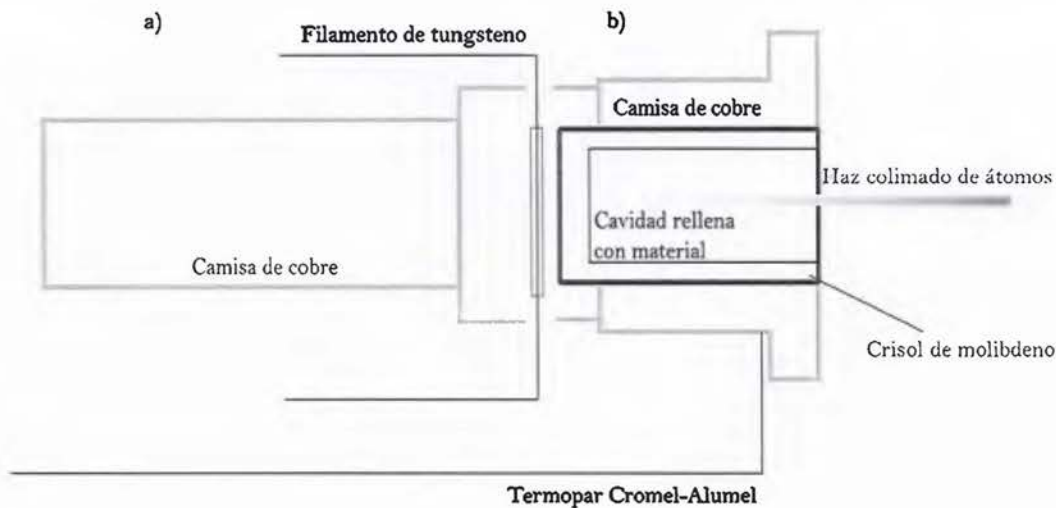 a)
b)
Filamento de tungsteno
Camisa de cobre
Haz colimado de átomos
Cavidad rellena
con material
Camisa de cobre
Crisol de molibdeno
Termopar Cromel-Alumel